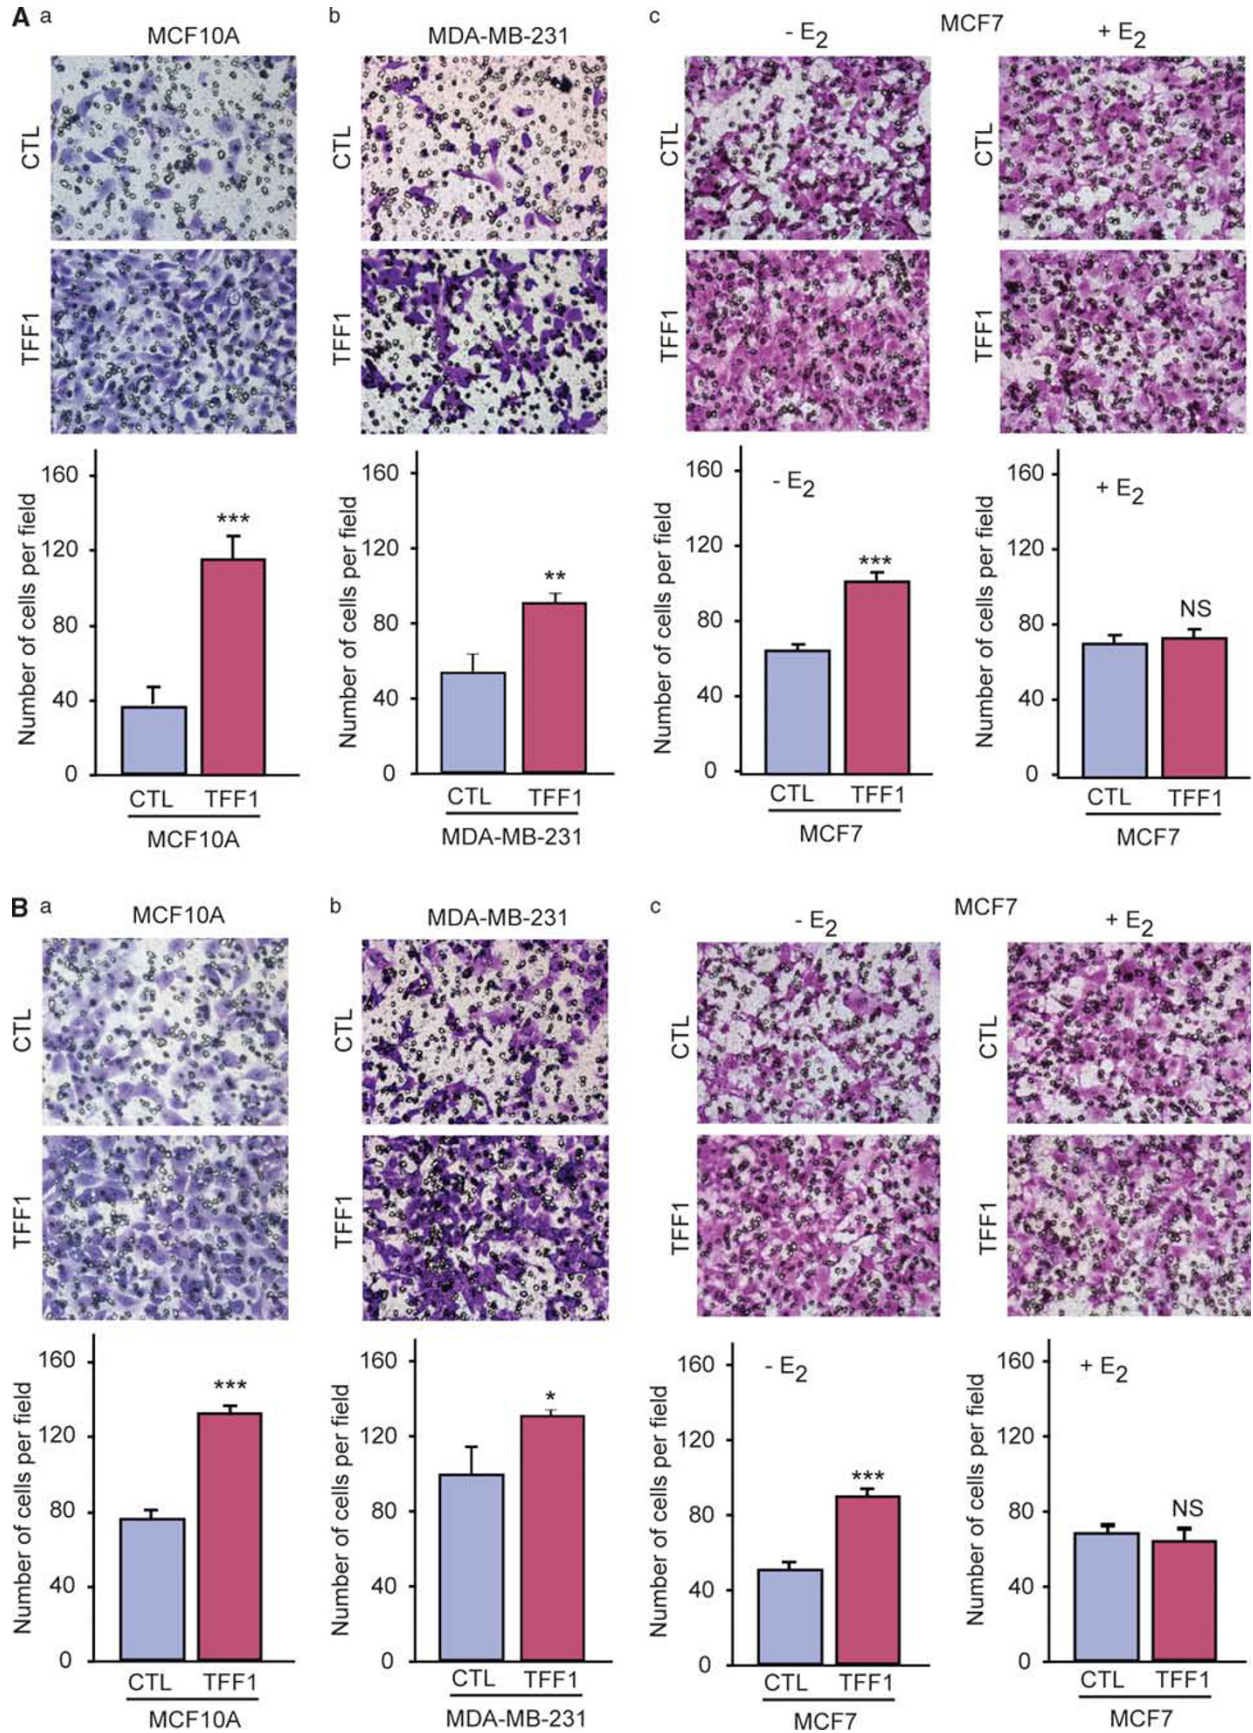 A a b c
MCF10A MDA-MB-231 MCF7
- E2 + E2
CTL CTL CTL CTL
TFF1 TFF1 TFF1 TFF1
Number of cells per field
160
120
80
40
0
***
CTL TFF1
MCF10A
Number of cells per field
160
120
80
40
0
**
CTL TFF1
MDA-MB-231
Number of cells per field
160
120
80
40
0
- E2
***
CTL TFF1
MCF7
Number of cells per field
160
120
80
40
0
+ E2
NS
CTL TFF1
MCF7
B a b c
MCF10A MDA-MB-231 MCF7
- E2 + E2
CTL CTL CTL CTL
TFF1 TFF1 TFF1 TFF1
Number of cells per field
160
120
80
40
0
***
CTL TFF1
MCF10A
Number of cells per field
160
120
80
40
0
*
CTL TFF1
MDA-MB-231
Number of cells per field
160
120
80
40
0
- E2
***
CTL TFF1
MCF7
Number of cells per field
160
120
80
40
0
+ E2
NS
CTL TFF1
MCF7